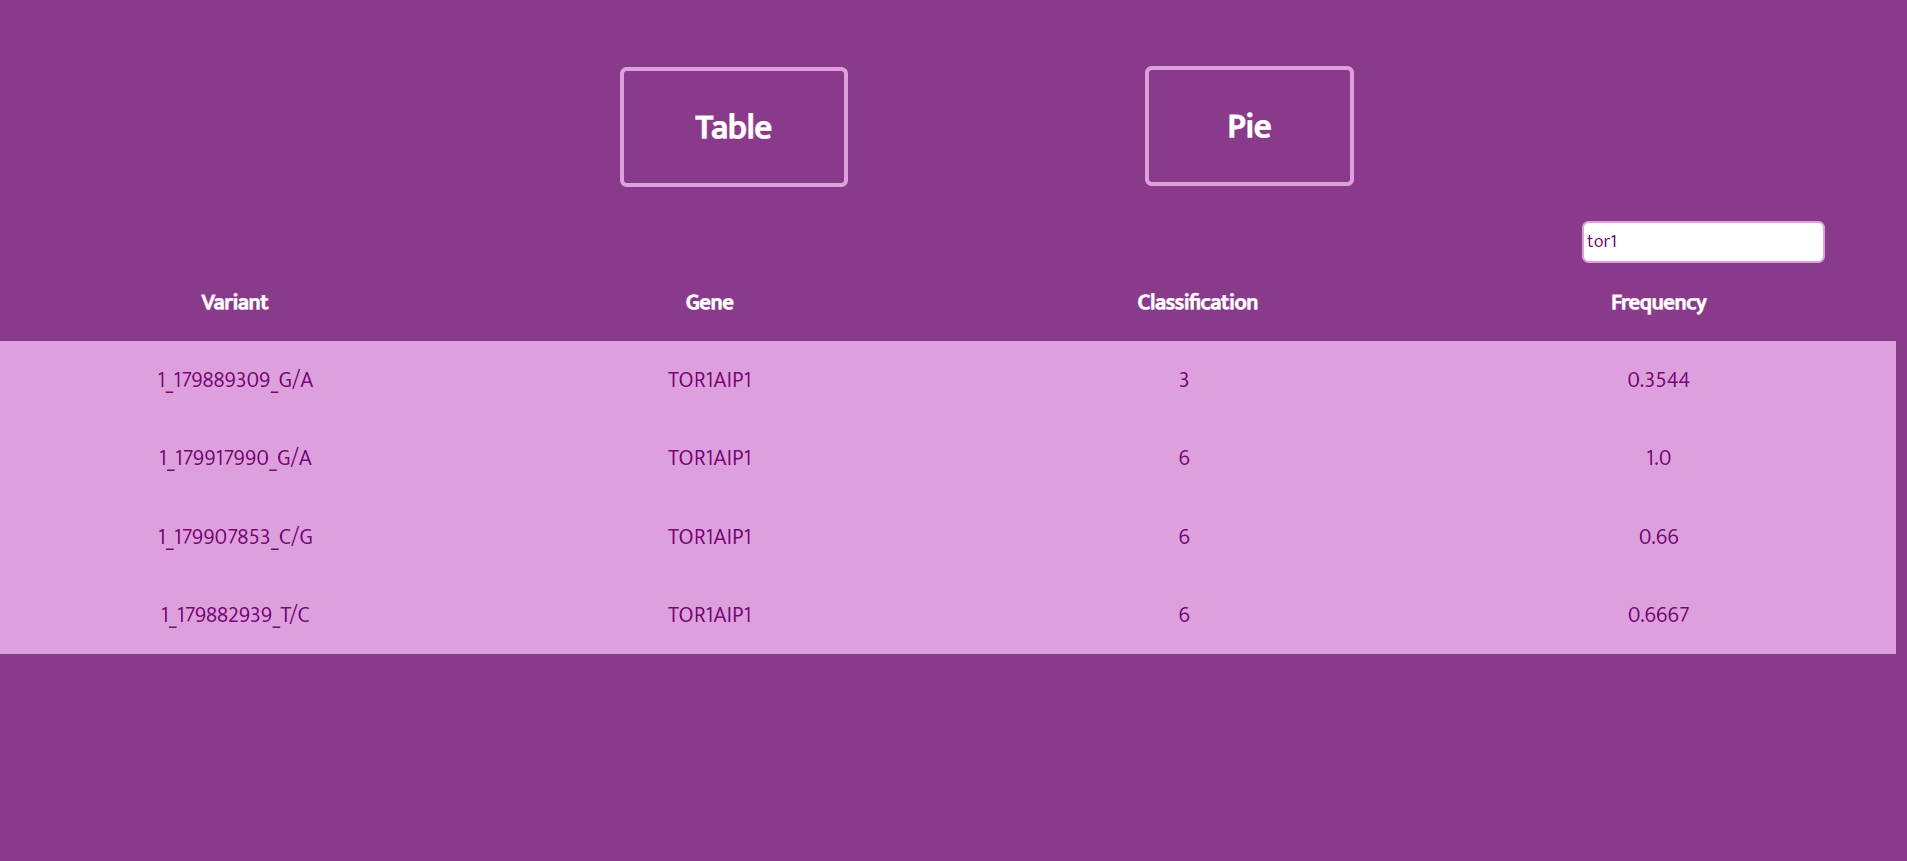 Table Pie
tor1
Variant Gene Classification Frequency
1_179889309_G/A TOR1AIP1 3 0.3544
1_179917990_G/A TOR1AIP1 6 1.0
1_179907853_C/G TOR1AIP1 6 0.66
1_179882939_T/C TOR1AIP1 6 0.6667